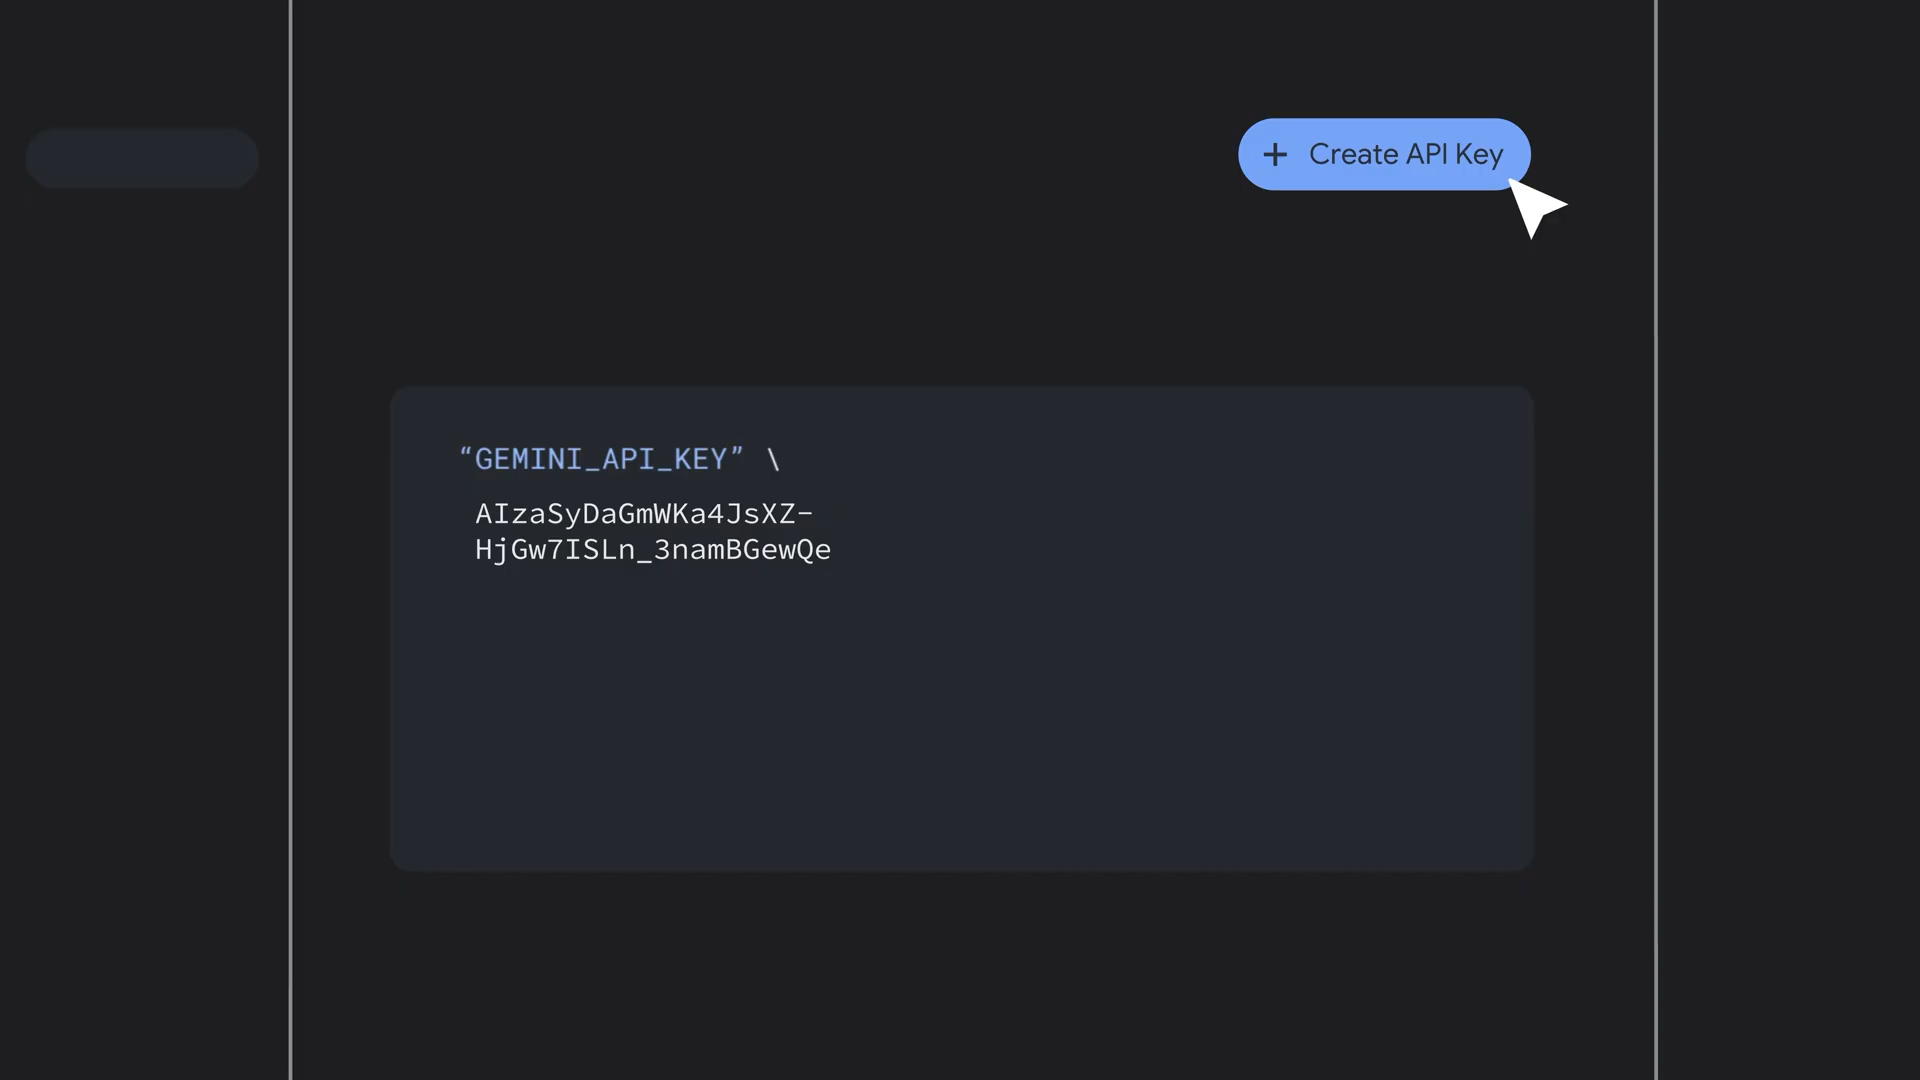 + Create API Key
“GEMINI_API_KEY” \
AIzaSyDaGmWKa4JsXZ-
HjGw7ISLn_3namBGewQe